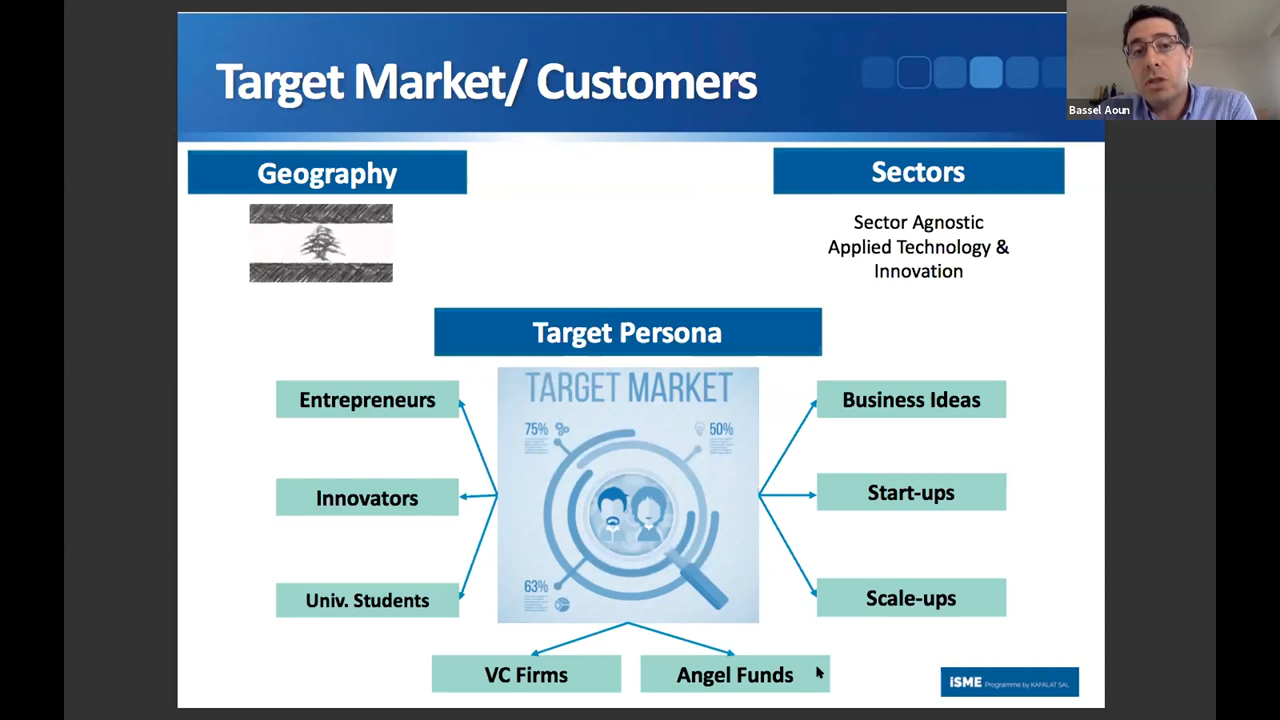 Target Market/ Customers
Bassel Aoun
Geography
Sectors
Sector Agnostic
Applied Technology &
Innovation
Target Persona
TARGET MARKET
75%
50%
63%
Entrepreneurs
Innovators
Univ. Students
Business Ideas
Start-ups
Scale-ups
VC Firms
Angel Funds
iSME Programme by KAFALAT SAL